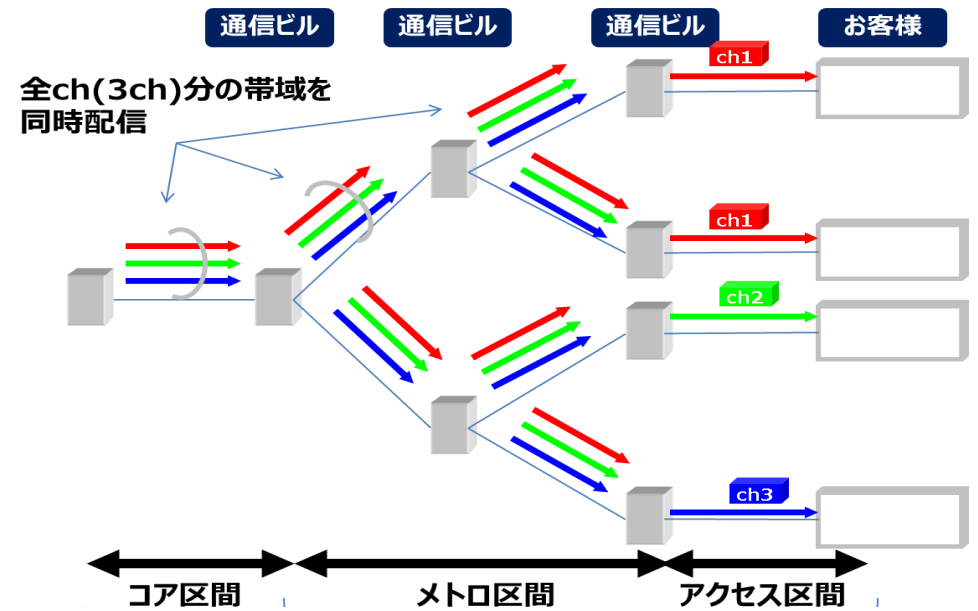 通信ビル
通信ビル
通信ビル
お客様
全ch(3ch)分の帯域を
同時配信
ch1
ch1
ch2
ch3
コア区間
メトロ区間
アクセス区間